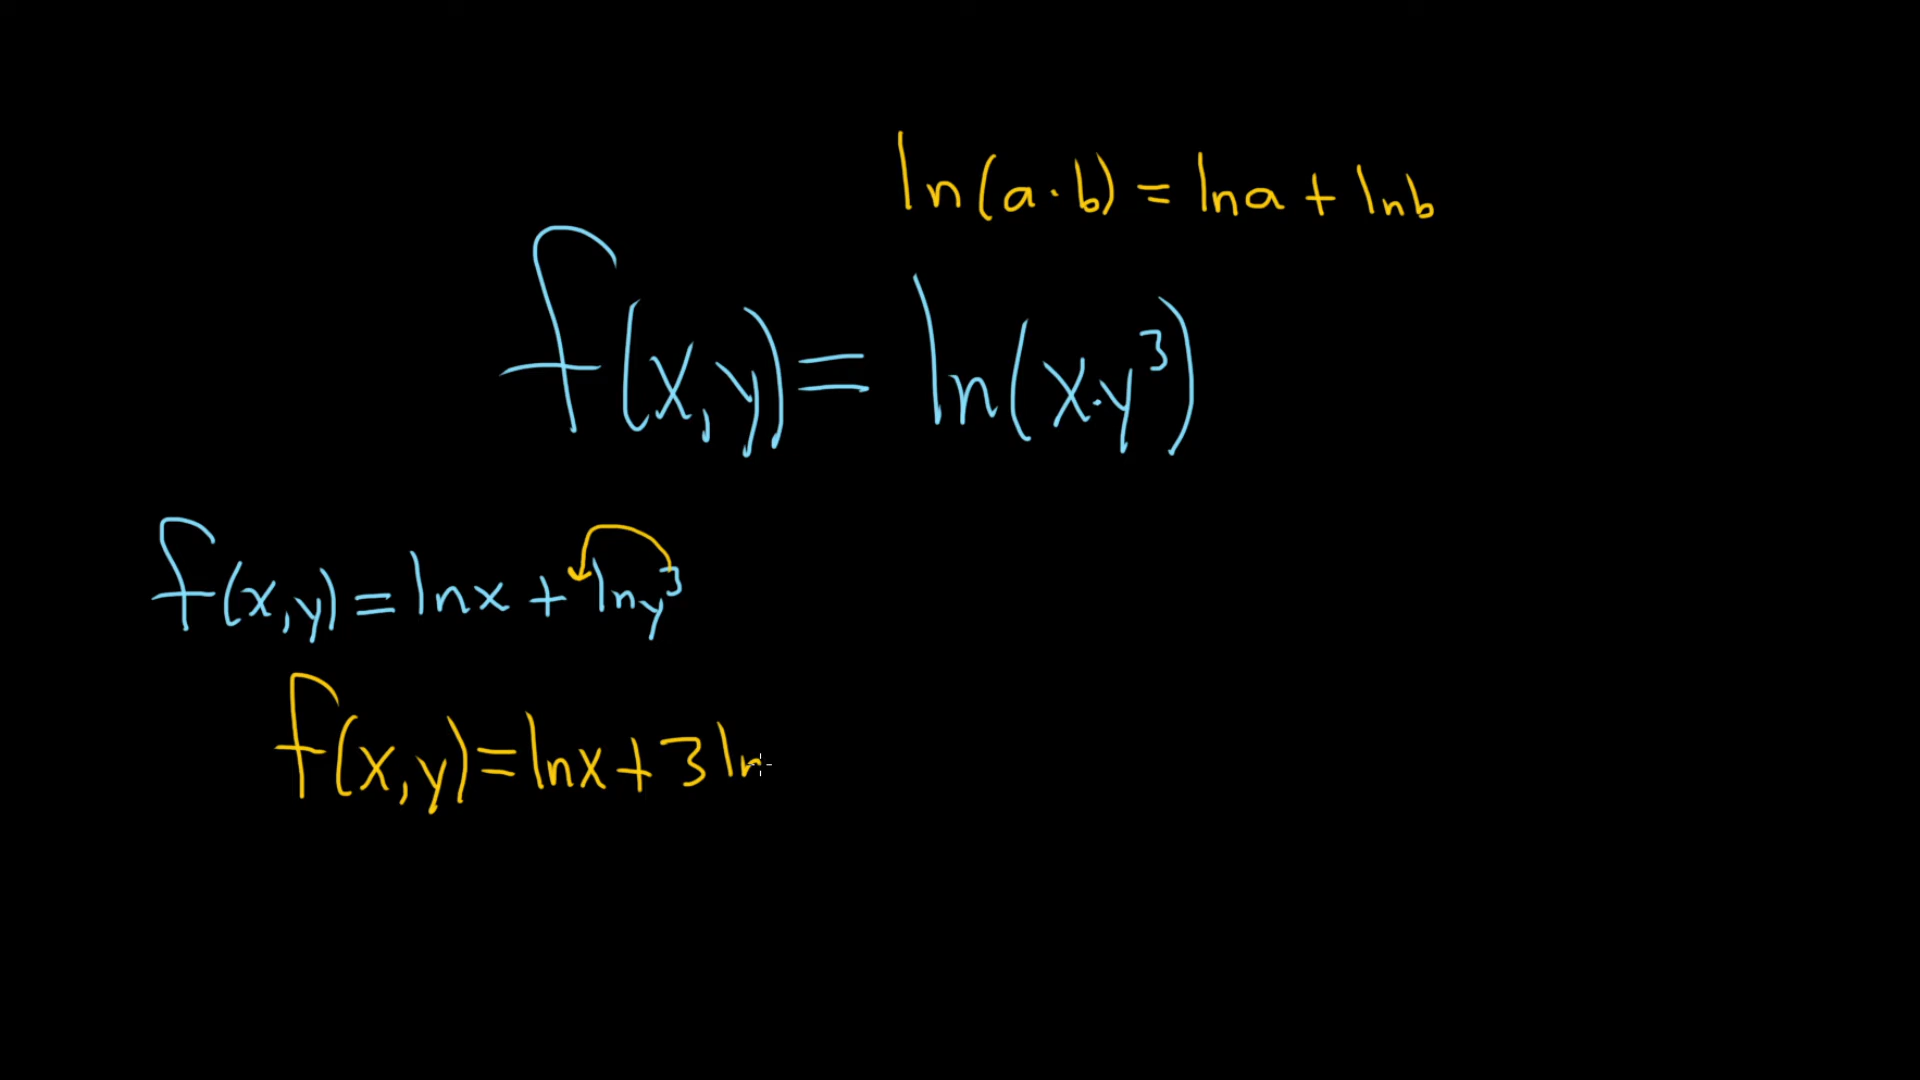 ln(a·b) = lna + lnb
f(x,y) = ln(x·y³)
f(x,y) = lnx + lny³
f(x,y) = lnx + 3 ln